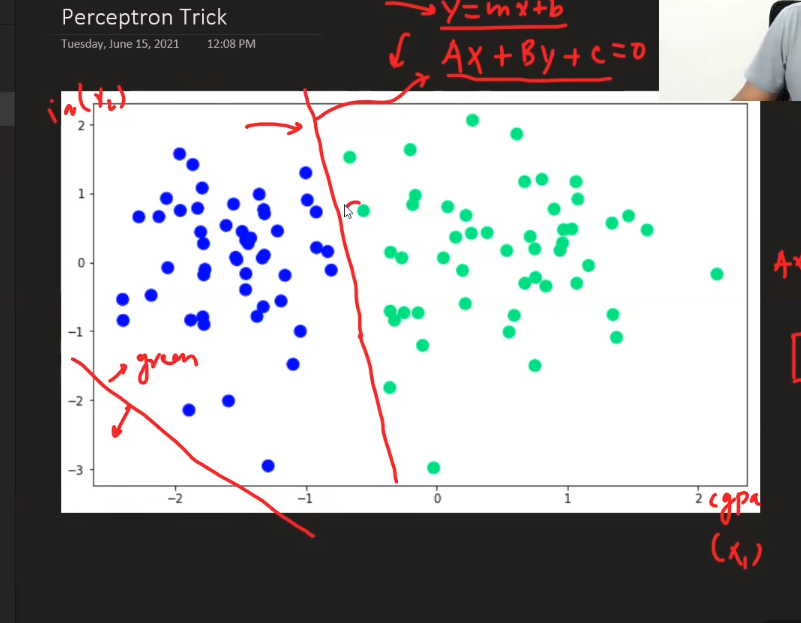 Perceptron Trick
Tuesday, June 15, 2021 12:08 PM
y=mx+b
Ax+By+c=0
2
1
0
−1
−2
−3
green
−2
−1
0
1
2
cgpa
(x₁)